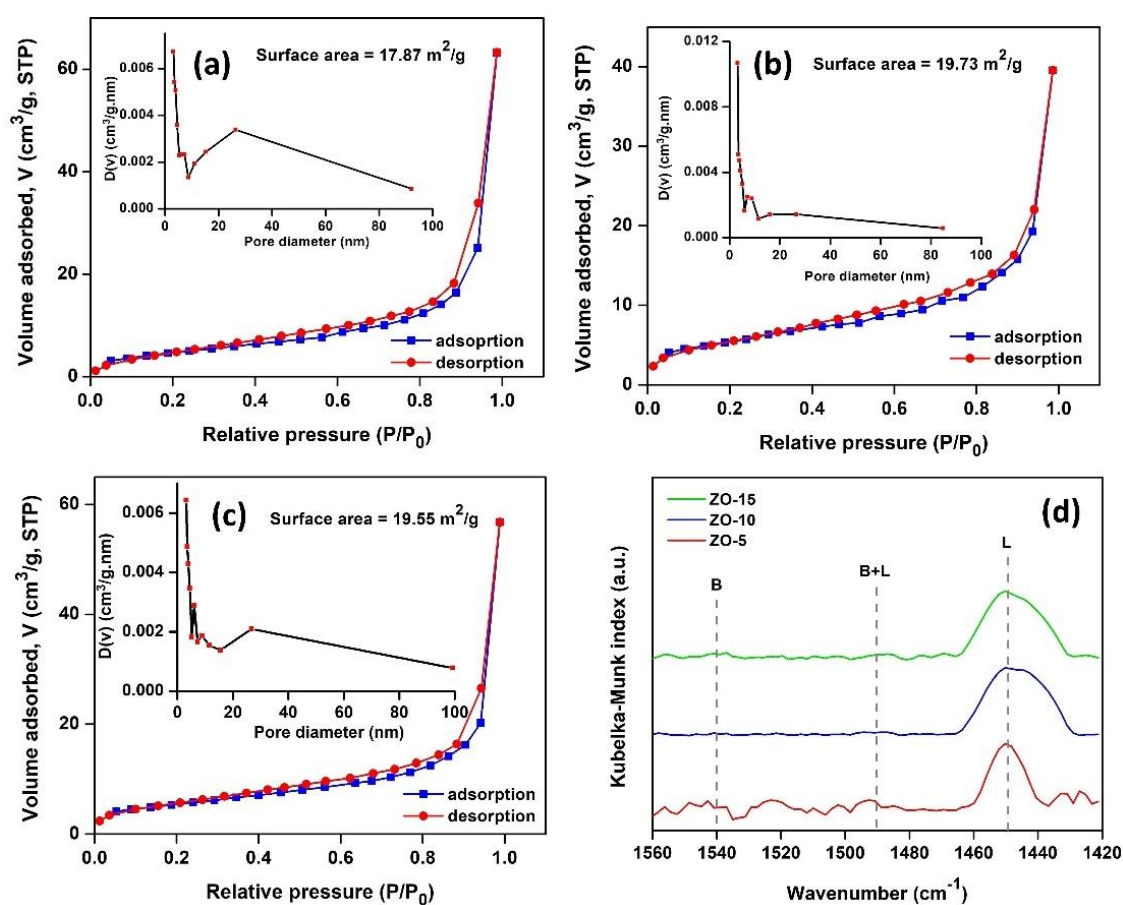 (a)
Surface area = 17.87 m²/g
Volume adsorbed, V (cm³/g, STP)
60
40
20
0
0.0 0.2 0.4 0.6 0.8 1.0
Relative pressure (P/P₀)
adsoprtion
desorption
D(v) (cm³/g.nm)
0.006
0.004
0.002
0.000
0 20 40 60 80 100
Pore diameter (nm)
(b)
Surface area = 19.73 m²/g
Volume adsorbed, V (cm³/g, STP)
40
30
20
10
0
0.0 0.2 0.4 0.6 0.8 1.0
Relative pressure (P/P₀)
adsorption
desorption
D(v) (cm³/g.nm)
0.012
0.008
0.004
0.000
0 20 40 60 80 100
Pore diameter (nm)
(c)
Surface area = 19.55 m²/g
Volume adsorbed, V (cm³/g, STP)
60
40
20
0
0.0 0.2 0.4 0.6 0.8 1.0
Relative pressure (P/P₀)
adsorption
desorption
D(v) (cm³/g.nm)
0.006
0.004
0.002
0.000
0 20 40 60 80 100
Pore diameter (nm)
(d)
ZO-15
ZO-10
ZO-5
B
B+L
L
Kubelka-Munk index (a.u.)
1560 1540 1520 1500 1480 1460 1440 1420
Wavenumber (cm⁻¹)